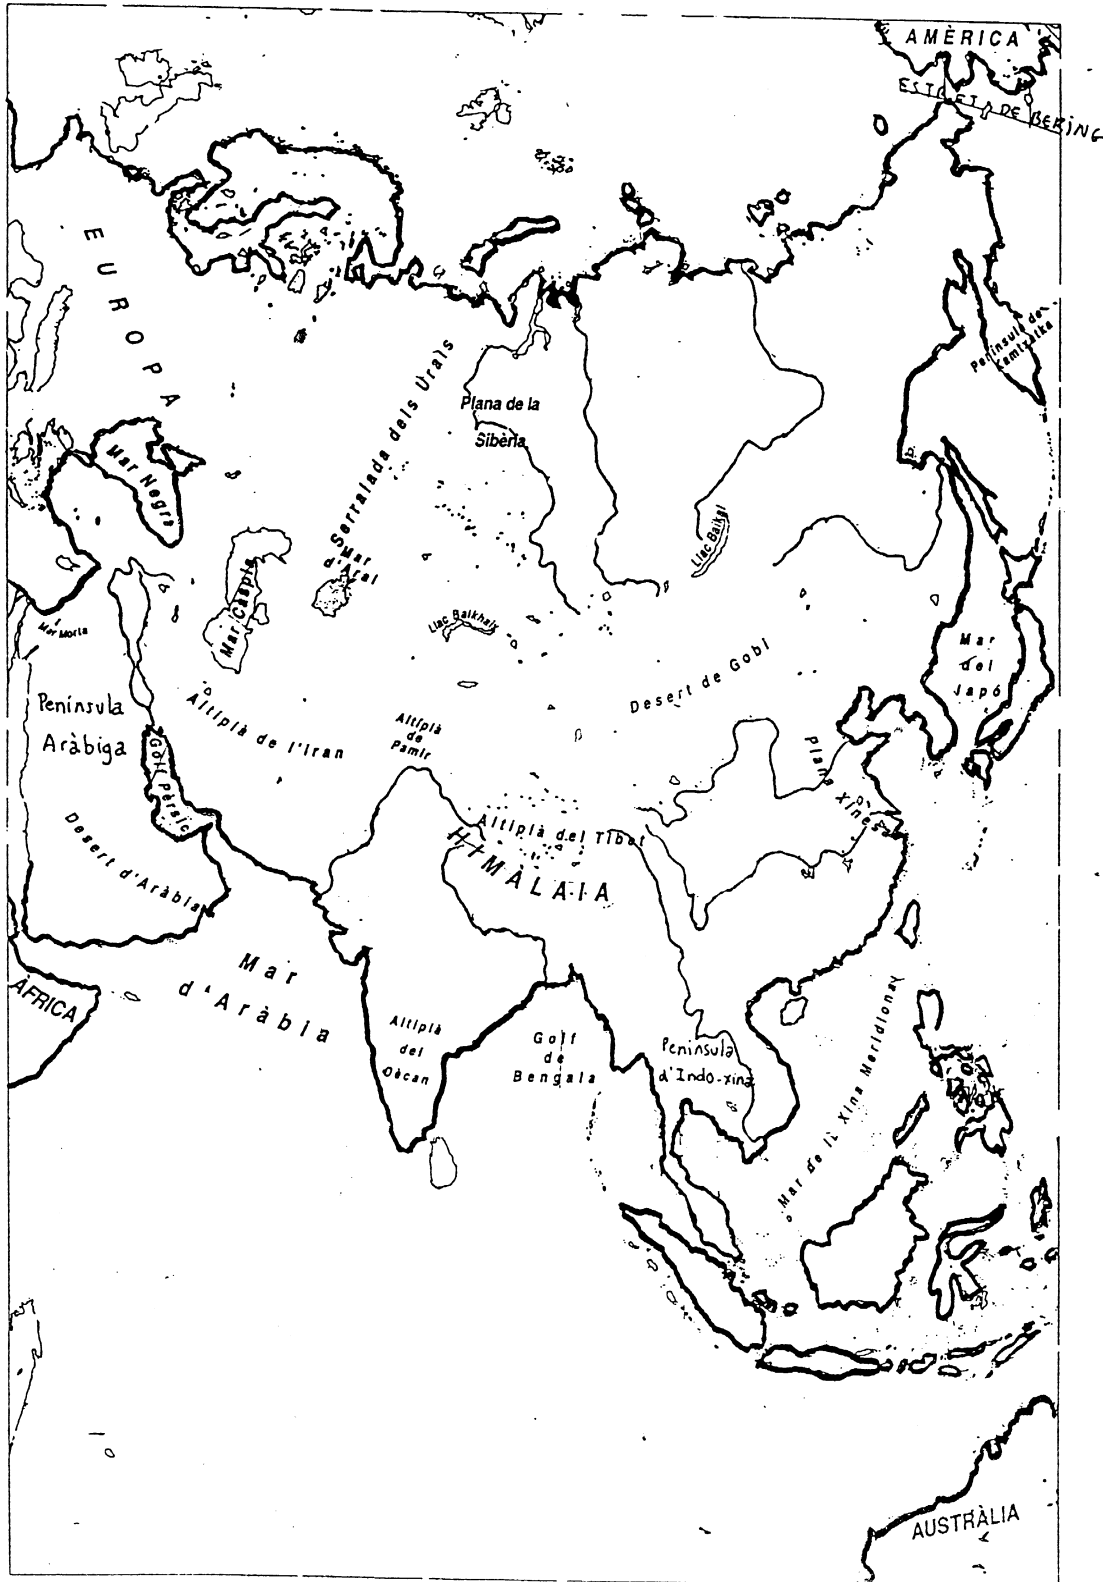 AMÈRICA
ESTRET DE BERING
EUROPA
Península de
Kamtxatka
Serralada dels Urals
Plana de la
Sibèria
Mar Negra
Mar
d'Aral
Mar Càspia
Llac Baikal
Llac Balkhaix
Mar Morta
Mar
del
Japó
Desert de Gobi
Península
Aràbiga
Altiplà de l'Iran
Altiplà
de
Pamir
Golf Pèrsic
Plana
Xinesa
Altiplà del Tibet
HIMÀLAIA
Desert d'Aràbia
Mar
d'Aràbia
ÀFRICA
Altiplà
del
Dècan
Golf
de
Bengala
Península
d'Indo-xina
Mar de la Xina Meridional
AUSTRÀLIA